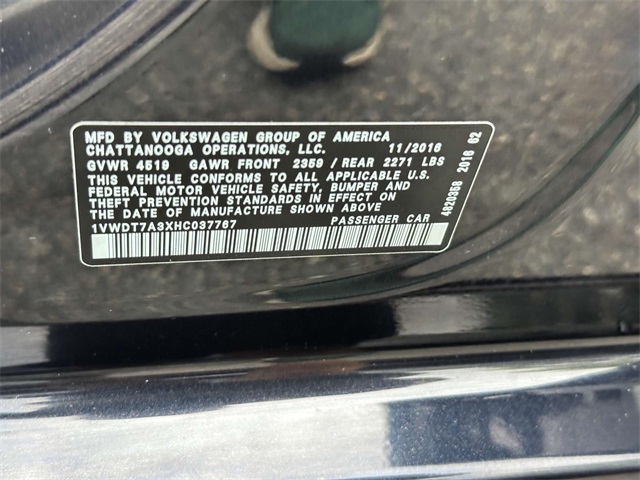 MFD BY VOLKSWAGEN GROUP OF AMERICA
CHATTANOOGA OPERATIONS, LLC. 11/2016
GVWR 4519 GAWR FRONT 2359 / REAR 2271 LBS
THIS VEHICLE CONFORMS TO ALL APPLICABLE U.S.
FEDERAL MOTOR VEHICLE SAFETY, BUMPER AND
THEFT PREVENTION STANDARDS IN EFFECT ON
THE DATE OF MANUFACTURE SHOWN ABOVE
1VWDT7A3XHC037767 PASSENGER CAR
4820358 2016 62